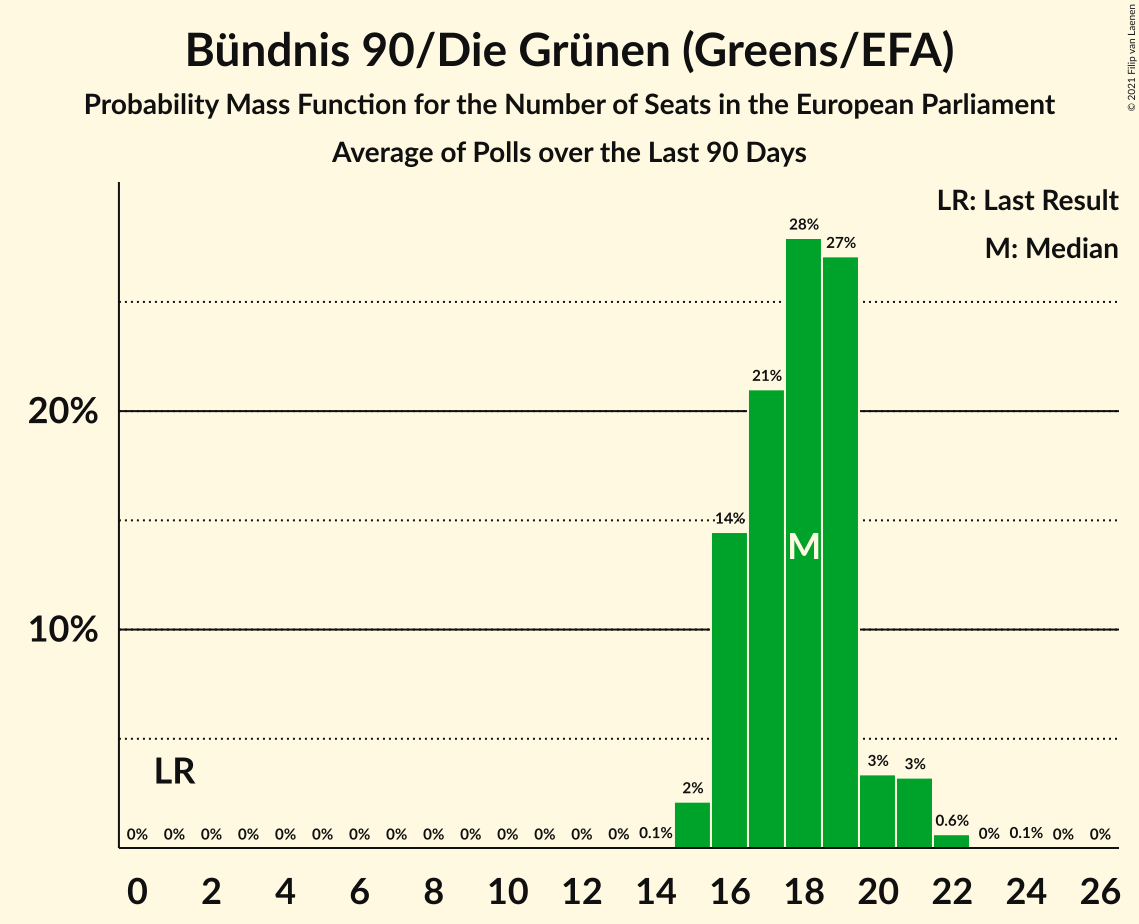 Bündnis 90/Die Grünen (Greens/EFA)
Probability Mass Function for the Number of Seats in the European Parliament
Average of Polls over the Last 90 Days
© 2021 Filip van Laenen
LR: Last Result
M: Median
28%
27%
21%
20%
14%
M
10%
LR
3%
3%
2%
0.6%
0% 0% 0% 0% 0% 0% 0% 0% 0% 0% 0% 0% 0% 0% 0.1% 0% 0.1% 0% 0%
0 2 4 6 8 10 12 14 16 18 20 22 24 26